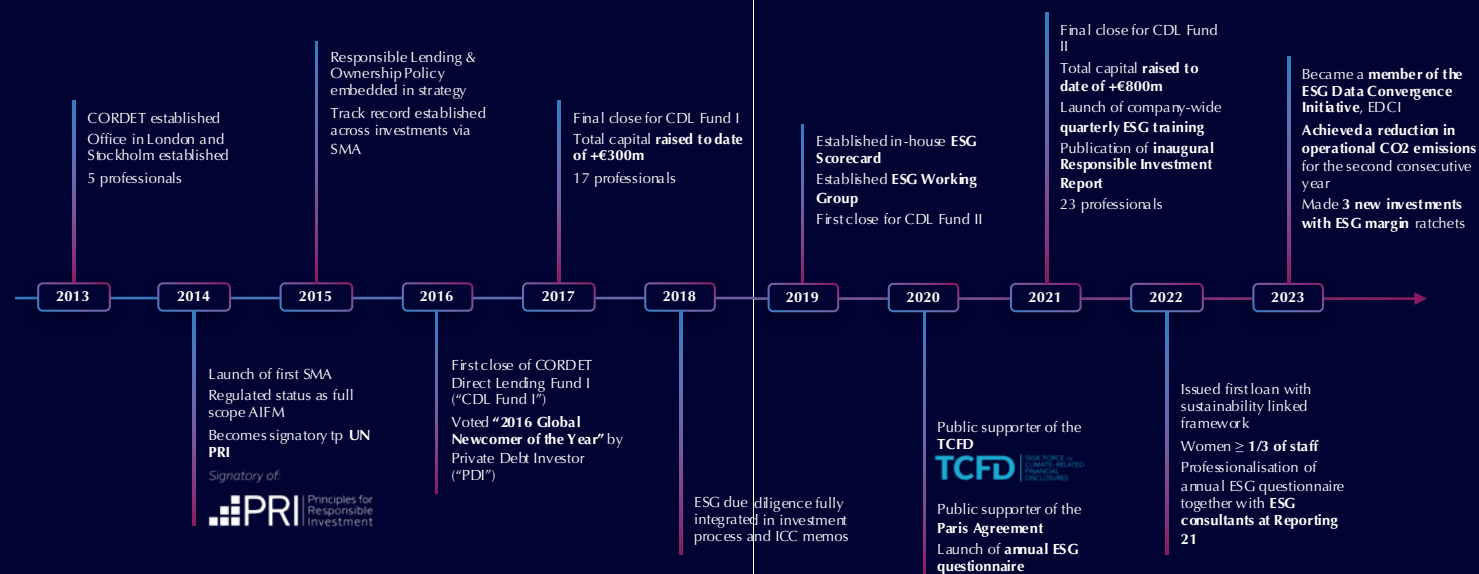 CORDET established
Office in London and
Stockholm established
5 professionals
Responsible Lending &
Ownership Policy
embedded in strategy
Track record established
across investments via
SMA
Final close for CDL Fund I
Total capital raised to date
of +€300m
17 professionals
Established in-house ESG
Scorecard
Established ESG Working
Group
First close for CDL Fund II
Final close for CDL Fund
II
Total capital raised to
date of +€800m
Launch of company-wide
quarterly ESG training
Publication of inaugural
Responsible Investment
Report
23 professionals
Became a member of the
ESG Data Convergence
Initiative, EDCI
Achieved a reduction in
operational CO2 emissions
for the second consecutive
year
Made 3 new investments
with ESG margin ratchets
2013
2014
2015
2016
2017
2018
2019
2020
2021
2022
2023
Launch of first SMA
Regulated status as full
scope AIFM
Becomes signatory tp UN
PRI
Signatory of:
PRI
Principles for
Responsible
Investment
First close of CORDET
Direct Lending Fund I
("CDL Fund I")
Voted “2016 Global
Newcomer of the Year” by
Private Debt Investor
("PDI")
ESG due diligence fully
integrated in investment
process and ICC memos
Public supporter of the
TCFD
TCFD
TASK FORCE ON
CLIMATE-RELATED
FINANCIAL
DISCLOSURES
Public supporter of the
Paris Agreement
Launch of annual ESG
questionnaire
Issued first loan with
sustainability linked
framework
Women ≥ 1/3 of staff
Professionalisation of
annual ESG questionnaire
together with ESG
consultants at Reporting
21